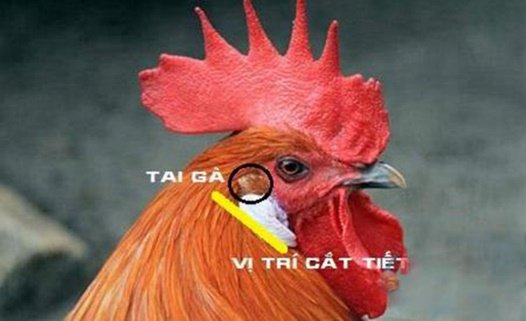 TAI GÀ
VỊ TRÍ CẮT TIẾT